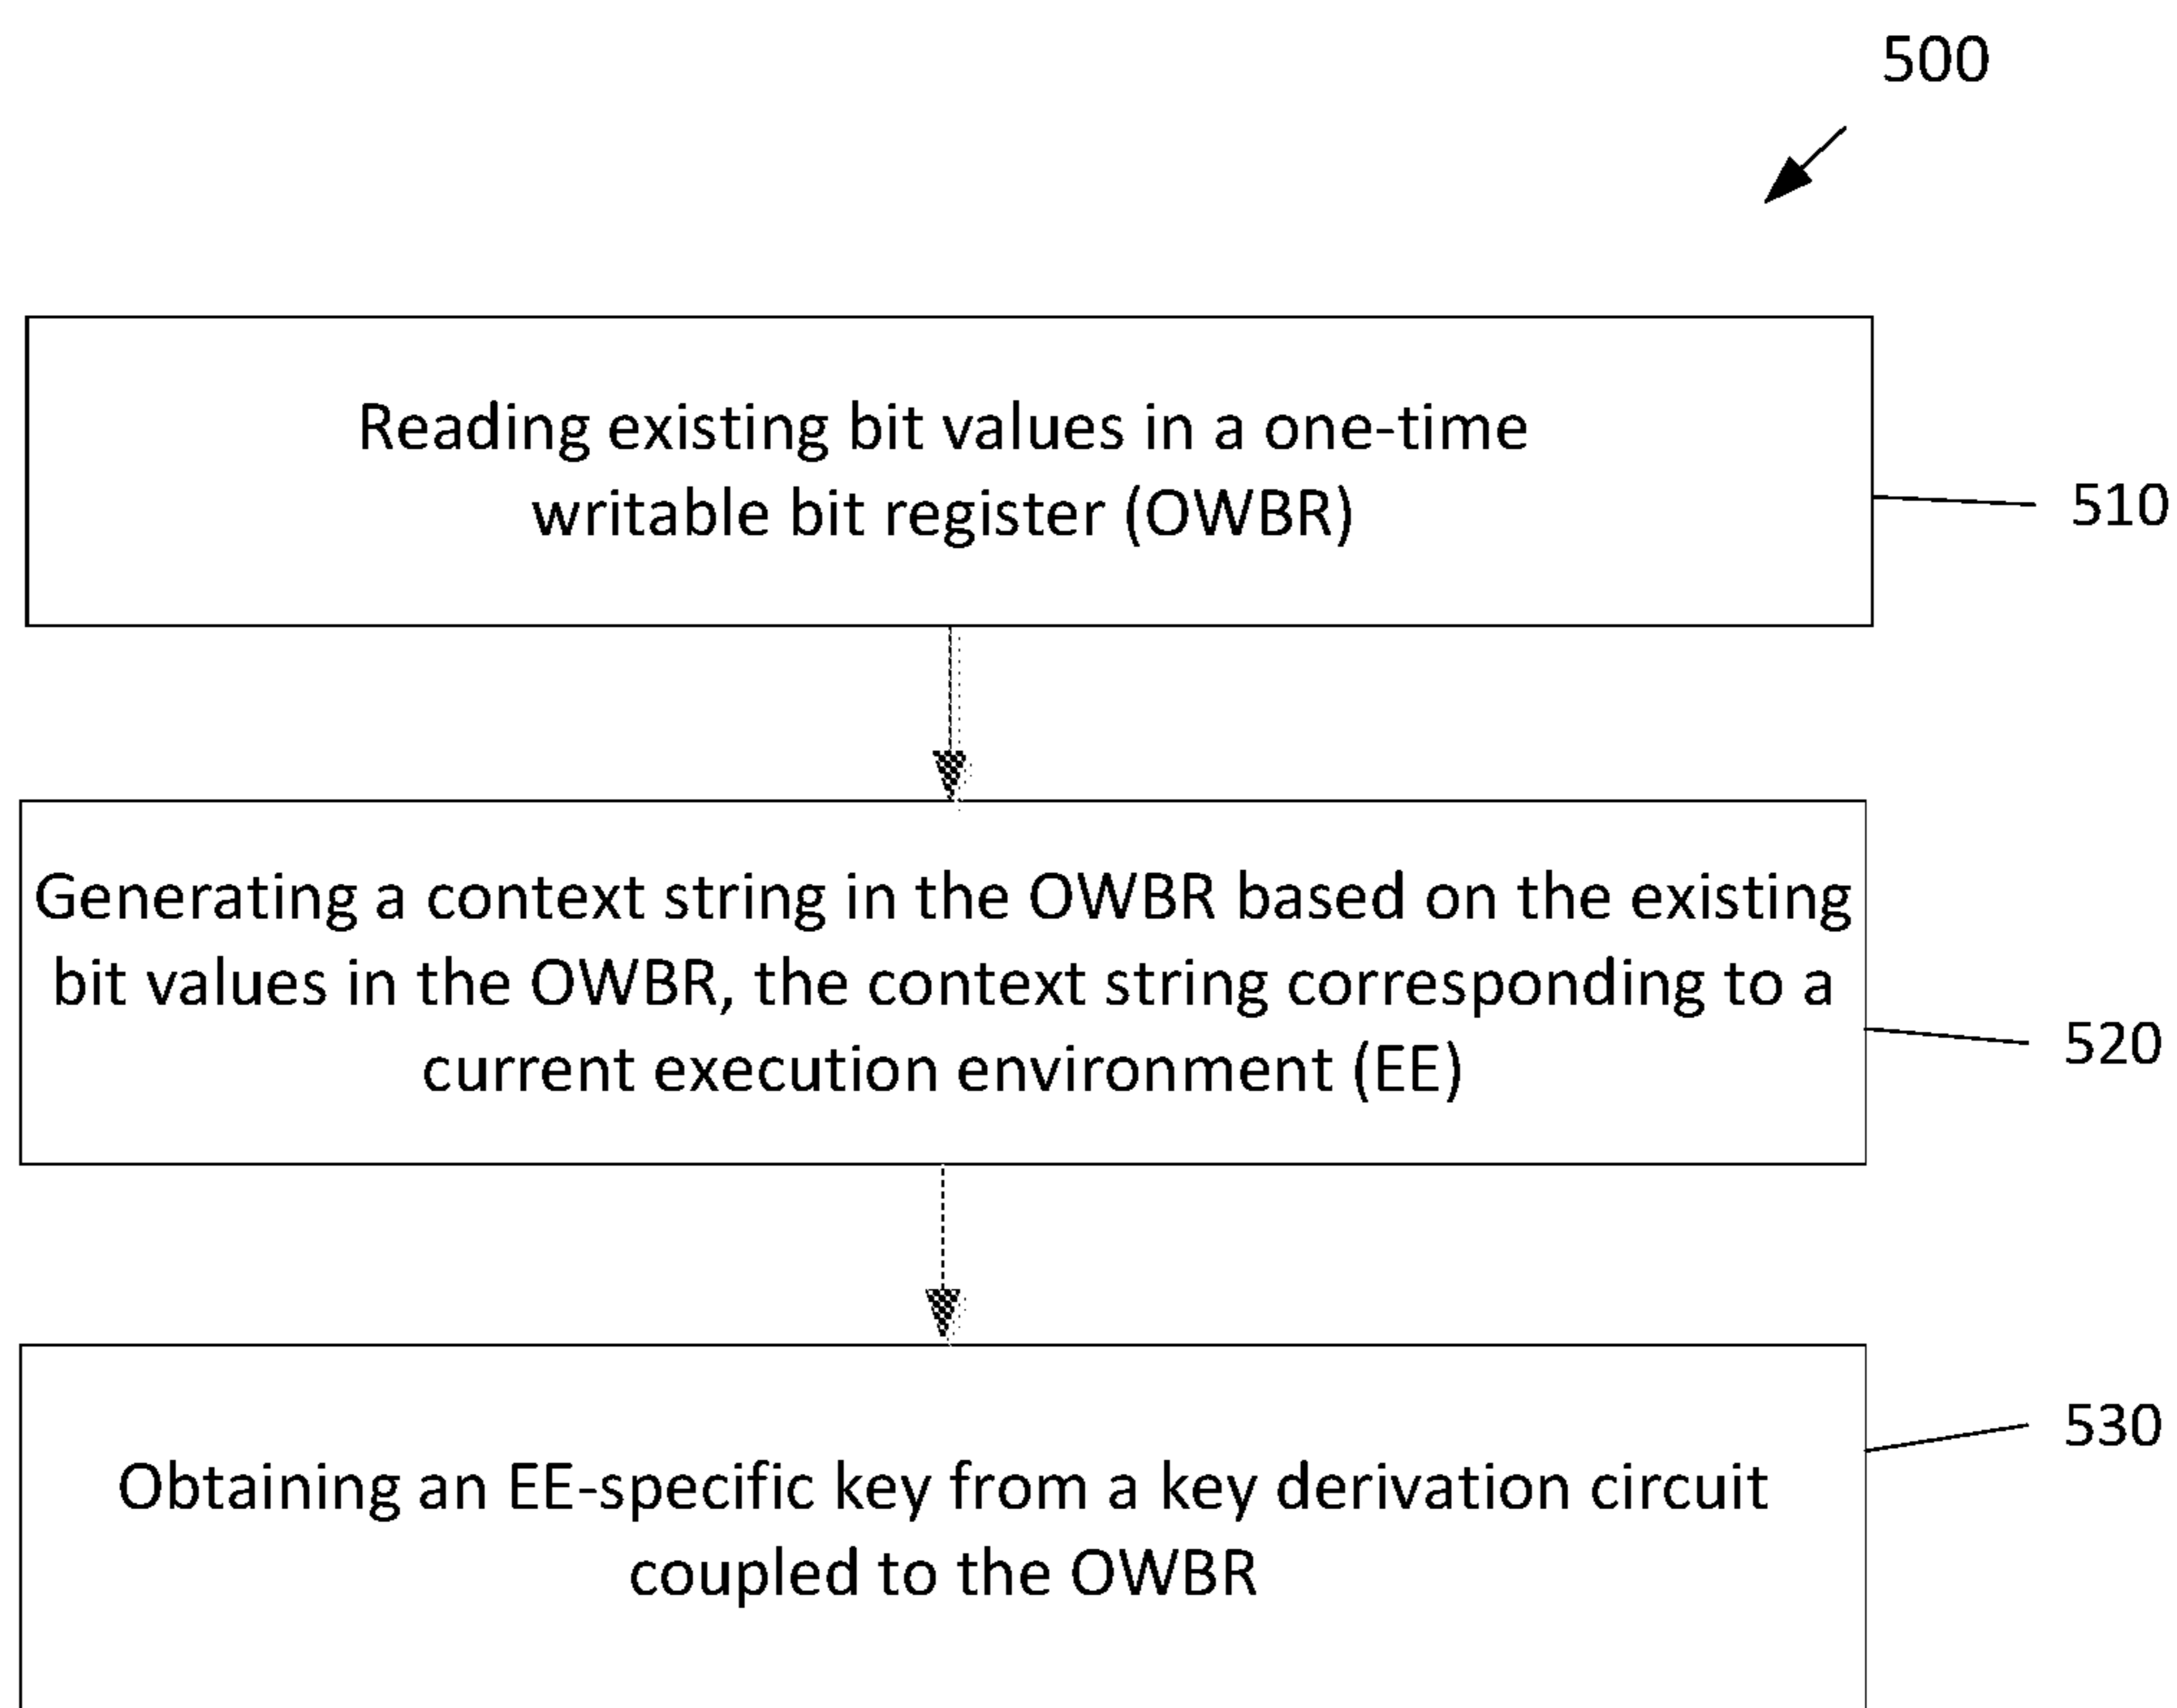 500
Reading existing bit values in a one-time
writable bit register (OWBR)
510
Generating a context string in the OWBR based on the existing
bit values in the OWBR, the context string corresponding to a
current execution environment (EE)
520
530
Obtaining an EE-specific key from a key derivation circuit
coupled to the OWBR